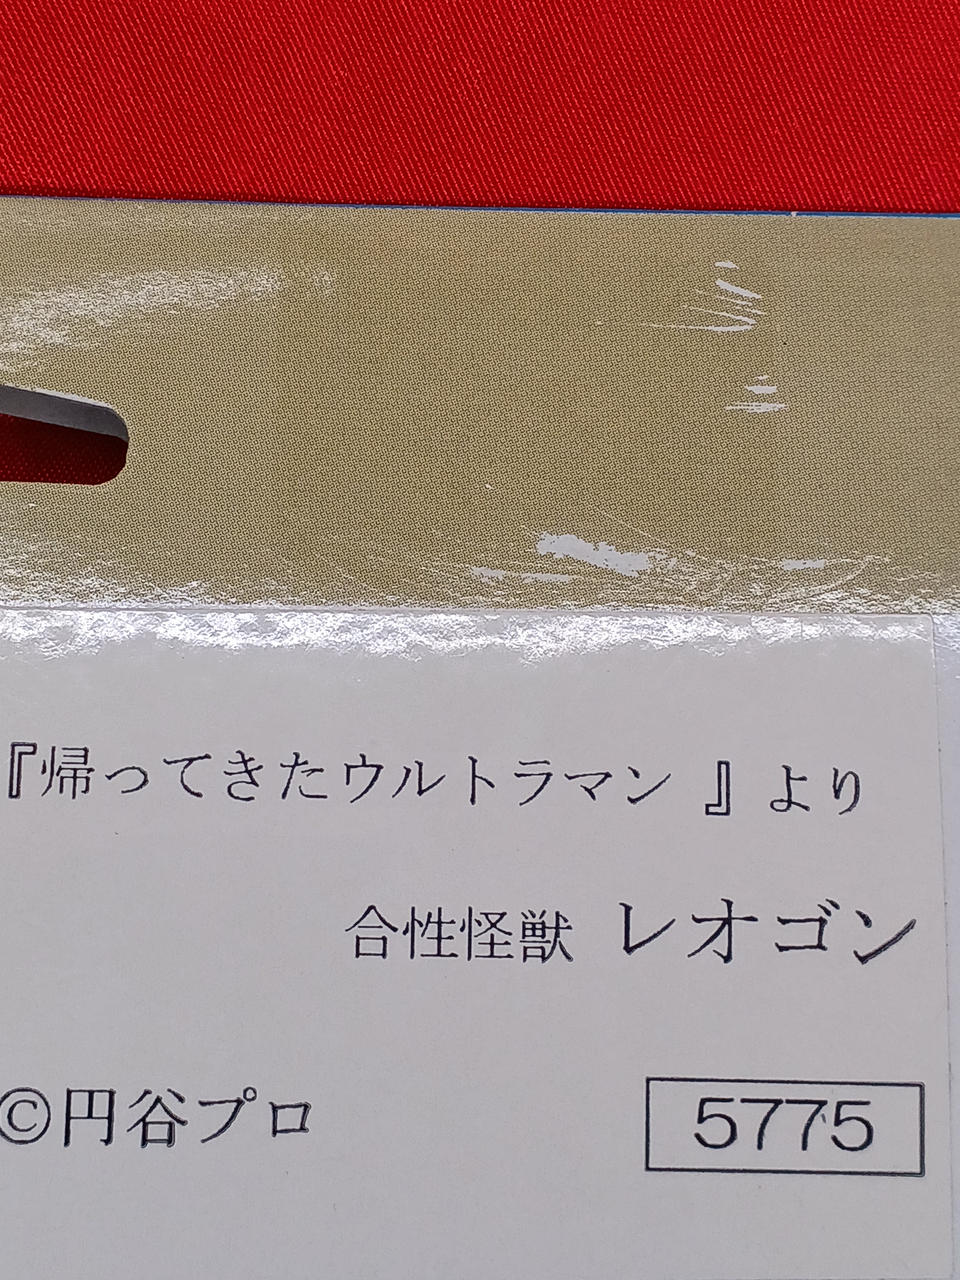 『帰ってきたウルトラマン 』より
合性怪獣 レオゴン
©円谷プロ
5775